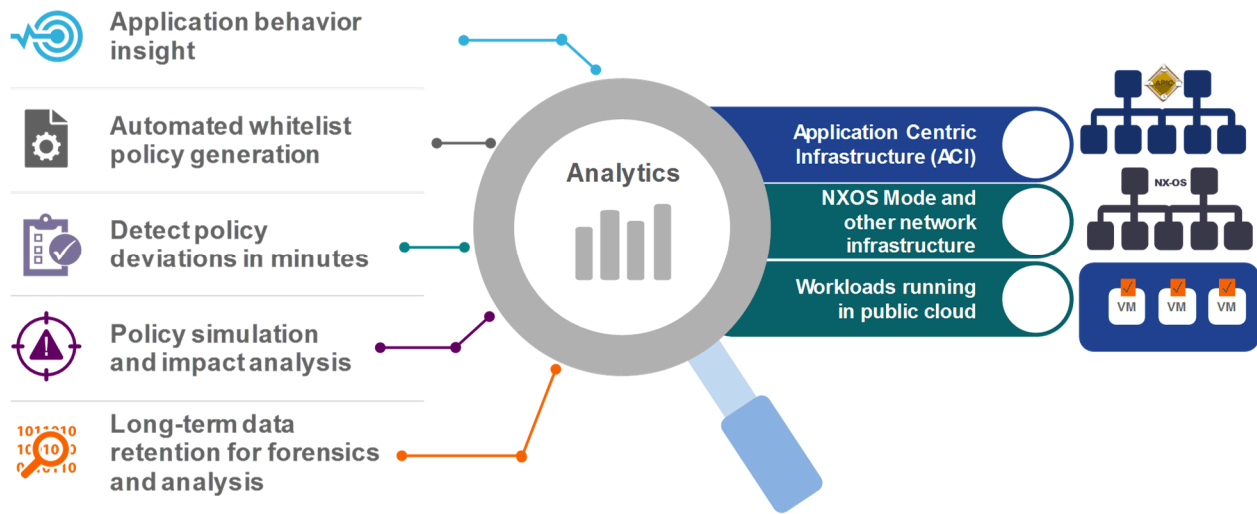 Application behavior
insight
Automated whitelist
policy generation
Detect policy
deviations in minutes
Policy simulation
and impact analysis
Long-term data
retention for forensics
and analysis
Analytics
Application Centric
Infrastructure (ACI)
NXOS Mode and
other network
infrastructure
Workloads running
in public cloud
APIC
NX-OS
VM
VM
VM